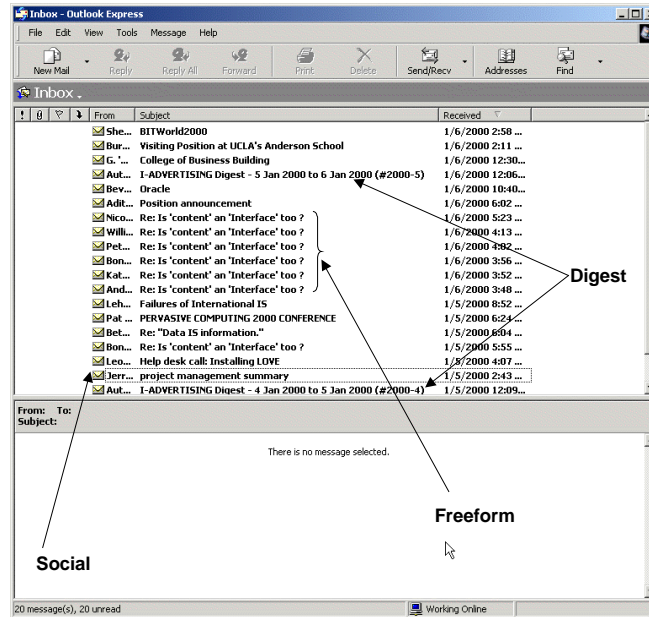 Inbox - Outlook Express
File Edit View Tools Message Help
New Mail Reply Reply All Forward Print Delete Send/Recv Addresses Find
Inbox
! From Subject Received
She... BITWorld2000 1/6/2000 2:58 ...
Bur... Visiting Position at UCLA's Anderson School 1/6/2000 2:11 ...
G. '... College of Business Building 1/6/2000 12:30...
Aut... I-ADVERTISING Digest - 5 Jan 2000 to 6 Jan 2000 (#2000-5) 1/6/2000 12:06...
Bev... Oracle 1/6/2000 10:40...
Adit... Position announcement 1/6/2000 6:02 ...
Nico... Re: Is 'content' an 'Interface' too ? 1/6/2000 5:23 ...
Willi... Re: Is 'content' an 'Interface' too ? 1/6/2000 4:13 ...
Pet... Re: Is 'content' an 'Interface' too ? 1/6/2000 4:02 ...
Bon... Re: Is 'content' an 'Interface' too ? 1/6/2000 3:56 ...
Kat... Re: Is 'content' an 'Interface' too ? 1/6/2000 3:52 ...
And... Re: Is 'content' an 'Interface' too ? 1/6/2000 3:48 ...
Digest
Leh... Failures of International IS 1/5/2000 8:52 ...
Pat ... PERVASIVE COMPUTING 2000 CONFERENCE 1/5/2000 6:24 ...
Bet... Re: "Data IS information." 1/5/2000 6:04 ...
Bon... Re: Is 'content' an 'Interface' too ? 1/5/2000 5:55 ...
Leo... Help desk call: Installing LOVE 1/5/2000 4:07 ...
Jerr... project management summary 1/5/2000 2:43 ...
Aut... I-ADVERTISING Digest - 4 Jan 2000 to 5 Jan 2000 (#2000-4) 1/5/2000 12:09...
From: To:
Subject:
There is no message selected.
Freeform
Social
20 message(s), 20 unread Working Online